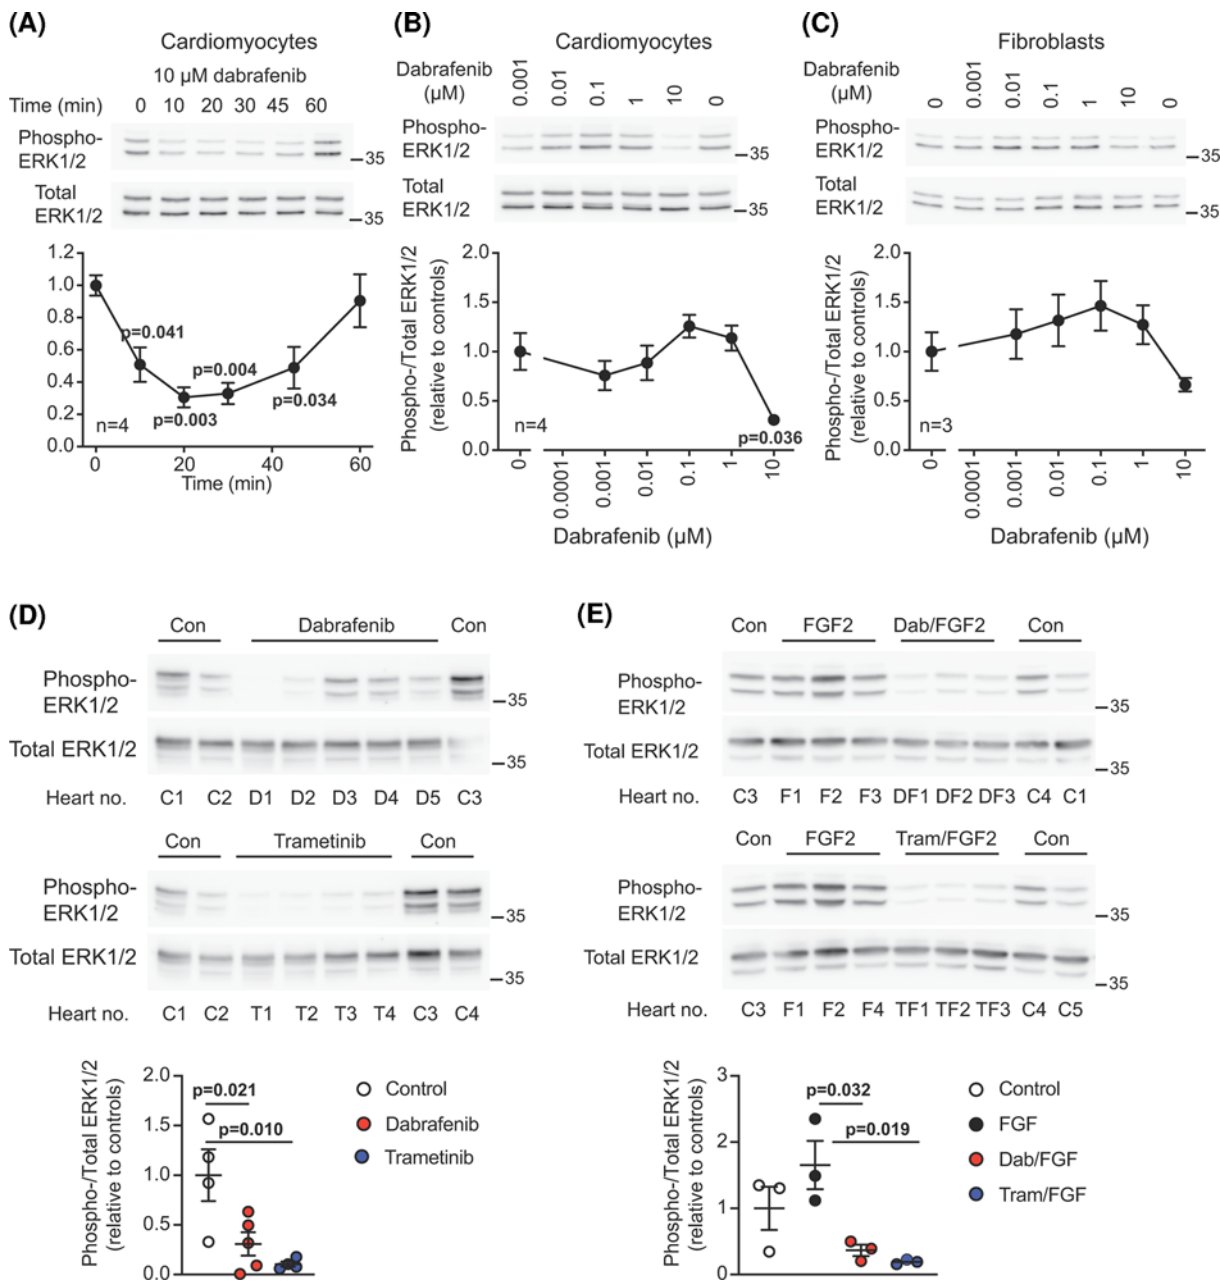 (A)
Cardiomyocytes
10 µM dabrafenib
Time (min) 0 10 20 30 45 60
Phospho-
ERK1/2
35
Total
ERK1/2
35
1.2
1.0
0.8
0.6
0.4
0.2
0.0
p=0.041
p=0.004
p=0.003
p=0.034
n=4
0 20 40 60
Time (min)
(B)
Cardiomyocytes
Dabrafenib
(µM)
0.001 0.01 0.1 1 10 0
Phospho-
ERK1/2
35
Total
ERK1/2
35
Phospho-/Total ERK1/2
(relative to controls)
2.0
1.5
1.0
0.5
0.0
n=4
p=0.036
0 0.0001 0.001 0.01 0.1 1 10
Dabrafenib (µM)
(C)
Fibroblasts
Dabrafenib
(µM)
0 0.001 0.01 0.1 1 10 0
Phospho-
ERK1/2
35
Total
ERK1/2
35
Phospho-/Total ERK1/2
(relative to controls)
2.0
1.5
1.0
0.5
0.0
n=3
0 0.0001 0.001 0.01 0.1 1 10
Dabrafenib (µM)
(D)
Con Dabrafenib Con
Phospho-
ERK1/2
35
Total ERK1/2
35
Heart no. C1 C2 D1 D2 D3 D4 D5 C3
Con Trametinib Con
Phospho-
ERK1/2
35
Total ERK1/2
35
Heart no. C1 C2 T1 T2 T3 T4 C3 C4
Phospho-/Total ERK1/2
(relative to controls)
2.0
1.5
1.0
0.5
0.0
p=0.021
p=0.010
Control
Dabrafenib
Trametinib
(E)
Con FGF2 Dab/FGF2 Con
Phospho-
ERK1/2
35
Total ERK1/2
35
Heart no. C3 F1 F2 F3 DF1 DF2 DF3 C4 C1
Con FGF2 Tram/FGF2 Con
Phospho-
ERK1/2
35
Total ERK1/2
35
Heart no. C3 F1 F2 F4 TF1 TF2 TF3 C4 C5
Phospho-/Total ERK1/2
(relative to controls)
3
2
1
0
p=0.032
p=0.019
Control
FGF
Dab/FGF
Tram/FGF